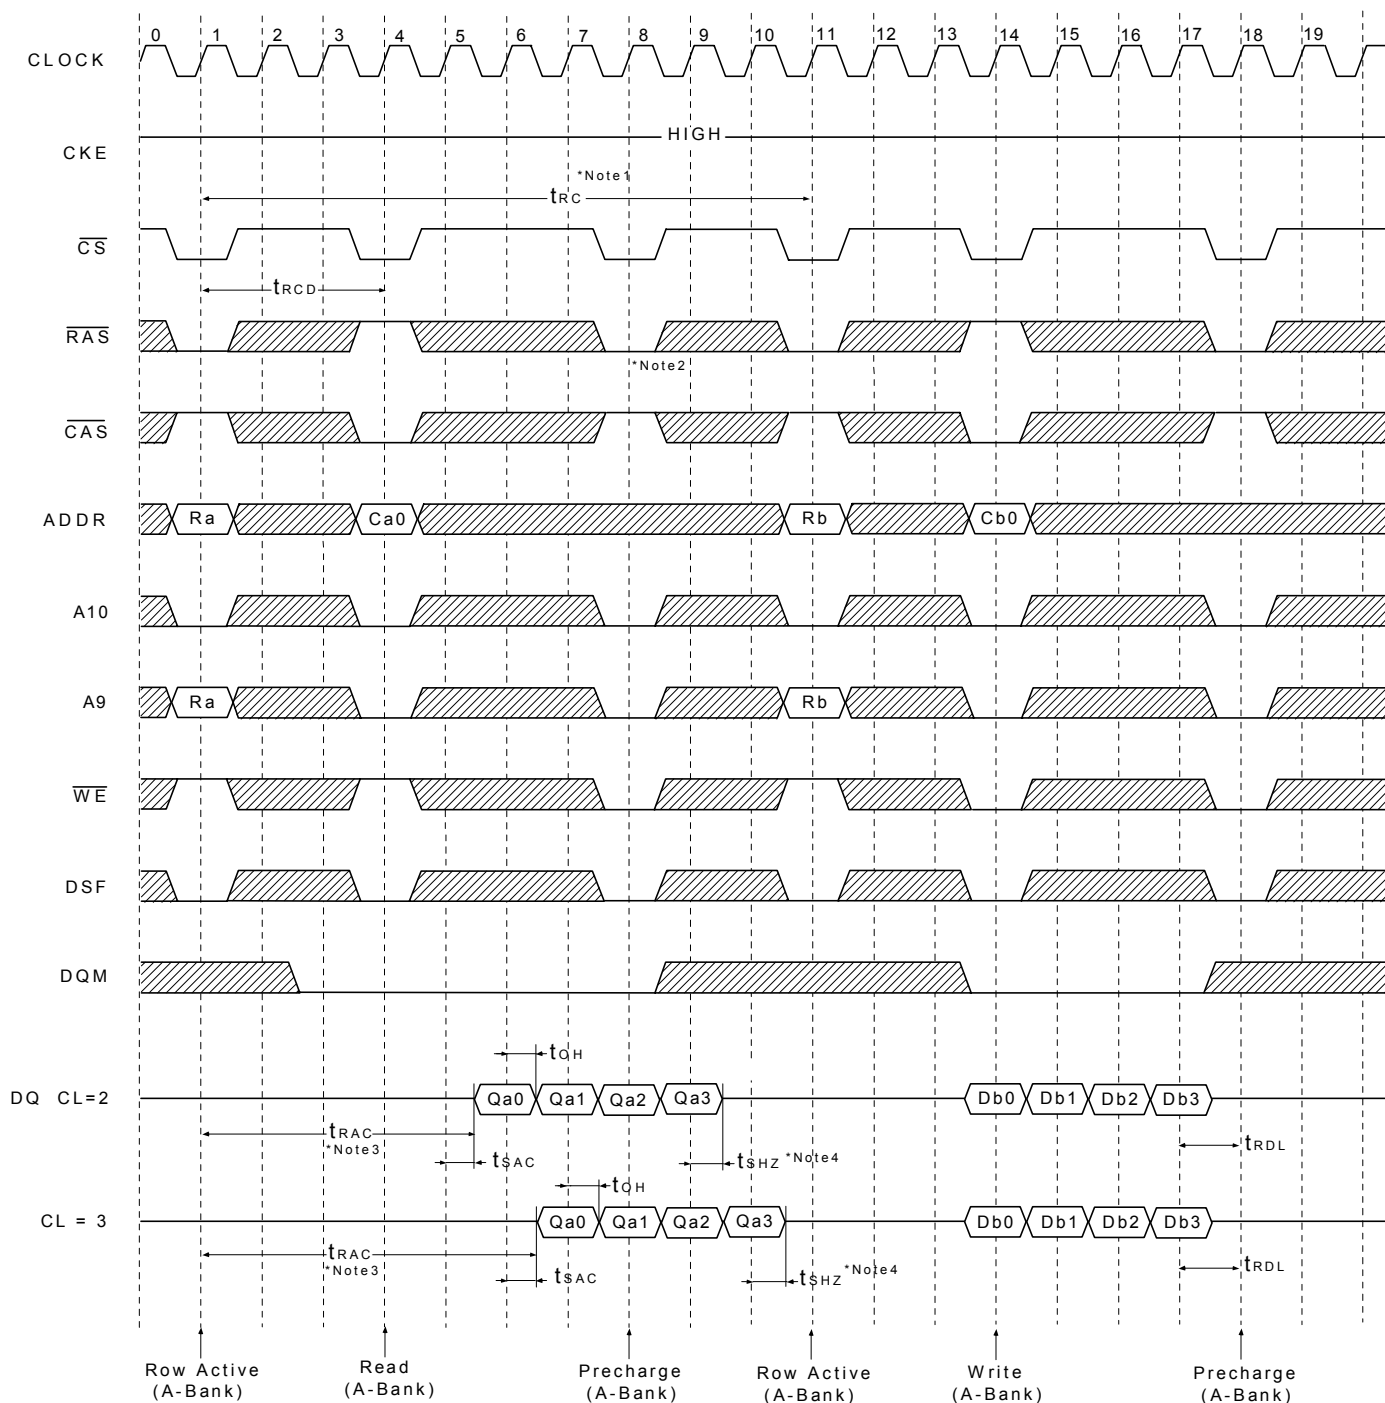 0 1 2 3 4 5 6 7 8 9 10 11 12 13 14 15 16 17 18 19
CLOCK
HIGH
CKE
*Note1
tRC
CS
tRCD
RAS
*Note2
CAS
ADDR Ra Ca0 Rb Cb0
A10
A9 Ra Rb
WE
DSF
DQM
tOH
DQ CL=2 Qa0 Qa1 Qa2 Qa3 Db0 Db1 Db2 Db3
tRAC
*Note3
tSAC
tSHZ *Note4
tRDL
tOH
CL = 3 Qa0 Qa1 Qa2 Qa3 Db0 Db1 Db2 Db3
tRAC
*Note3
tSAC
tSHZ *Note4
tRDL
Row Active
(A-Bank)
Read
(A-Bank)
Precharge
(A-Bank)
Row Active
(A-Bank)
Write
(A-Bank)
Precharge
(A-Bank)